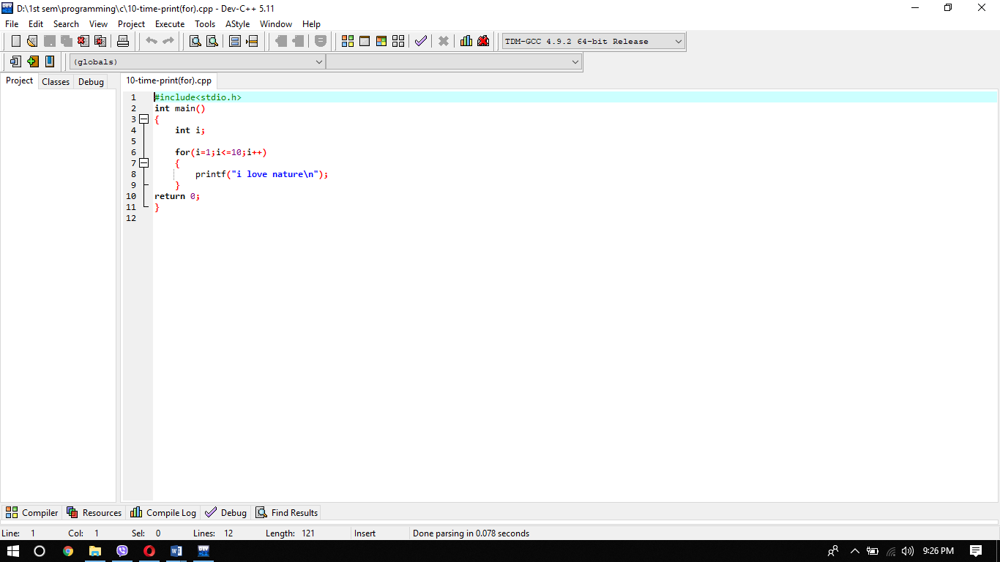 D:\1st sem\programming\c\10-time-print(for).cpp - Dev-C++ 5.11
File Edit Search View Project Execute Tools AStyle Window Help
TDM-GCC 4.9.2 64-bit Release
(globals)
Project Classes Debug 10-time-print(for).cpp
1 #include<stdio.h>
2 int main()
3 {
4 int i;
5
6 for(i=1;i<=10;i++)
7 {
8 printf("i love nature\n");
9 }
10 return 0;
11 }
12
Compiler Resources Compile Log Debug Find Results
Line: 1 Col: 1 Sel: 0 Lines: 12 Length: 121 Insert Done parsing in 0.078 seconds
9:26 PM